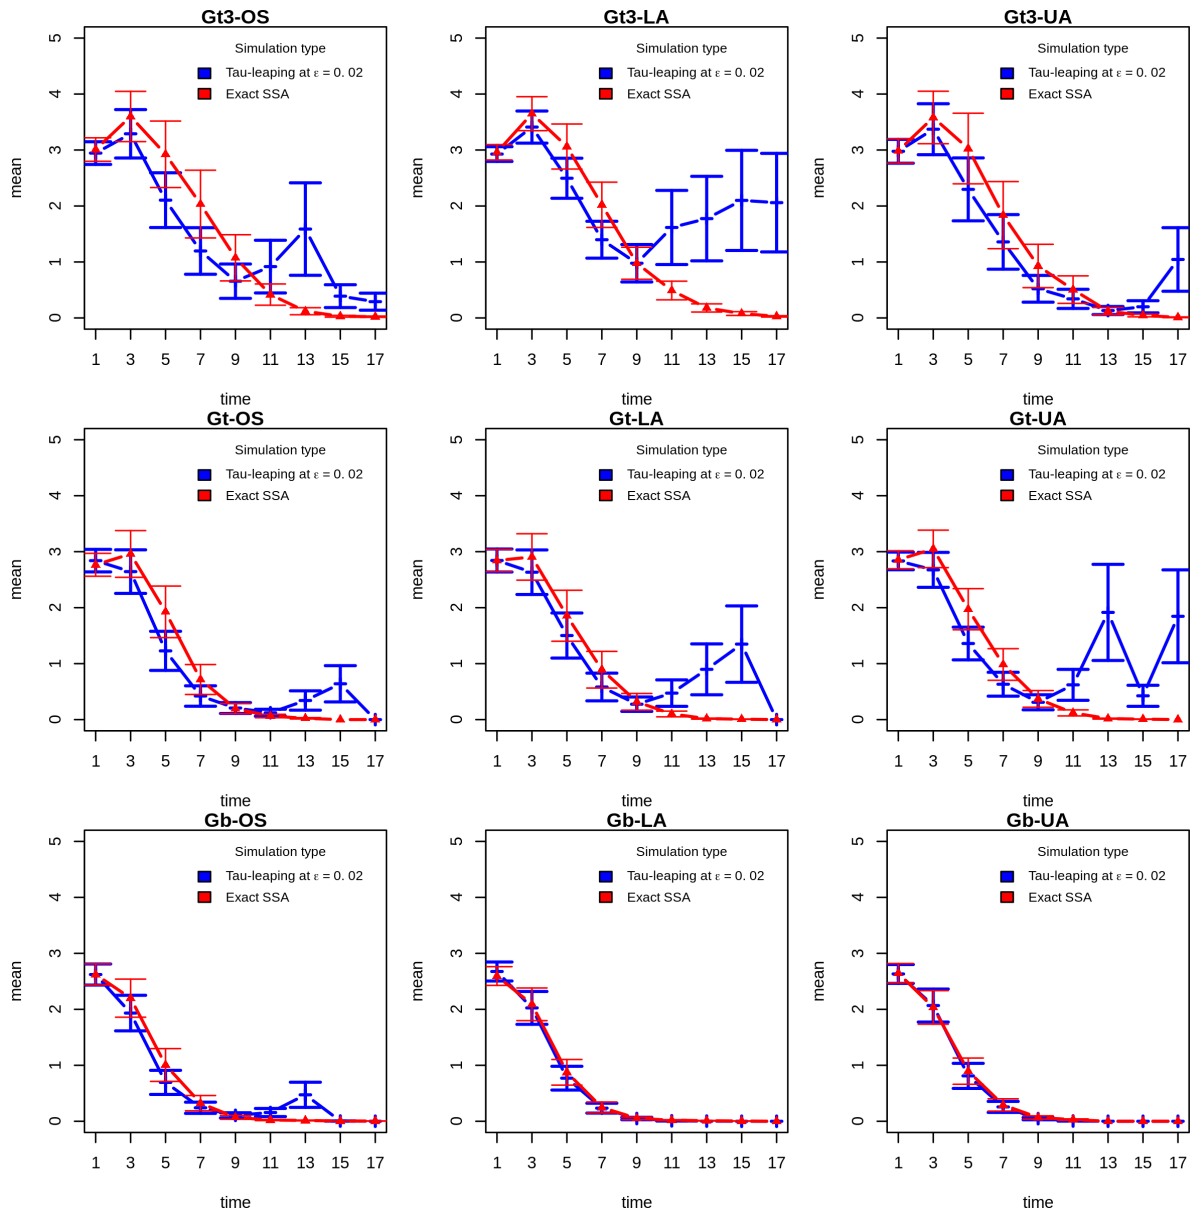 Gt3-OS
Simulation type
Tau-leaping at ε = 0. 02
Exact SSA
mean
0 1 2 3 4 5
1 3 5 7 9 11 13 15 17
time
Gt3-LA
Simulation type
Tau-leaping at ε = 0. 02
Exact SSA
mean
0 1 2 3 4 5
1 3 5 7 9 11 13 15 17
time
Gt3-UA
Simulation type
Tau-leaping at ε = 0. 02
Exact SSA
mean
0 1 2 3 4 5
1 3 5 7 9 11 13 15 17
time
Gt-OS
Simulation type
Tau-leaping at ε = 0. 02
Exact SSA
mean
0 1 2 3 4 5
1 3 5 7 9 11 13 15 17
time
Gt-LA
Simulation type
Tau-leaping at ε = 0. 02
Exact SSA
mean
0 1 2 3 4 5
1 3 5 7 9 11 13 15 17
time
Gt-UA
Simulation type
Tau-leaping at ε = 0. 02
Exact SSA
mean
0 1 2 3 4 5
1 3 5 7 9 11 13 15 17
time
Gb-OS
Simulation type
Tau-leaping at ε = 0. 02
Exact SSA
mean
0 1 2 3 4 5
1 3 5 7 9 11 13 15 17
time
Gb-LA
Simulation type
Tau-leaping at ε = 0. 02
Exact SSA
mean
0 1 2 3 4 5
1 3 5 7 9 11 13 15 17
time
Gb-UA
Simulation type
Tau-leaping at ε = 0. 02
Exact SSA
mean
0 1 2 3 4 5
1 3 5 7 9 11 13 15 17
time